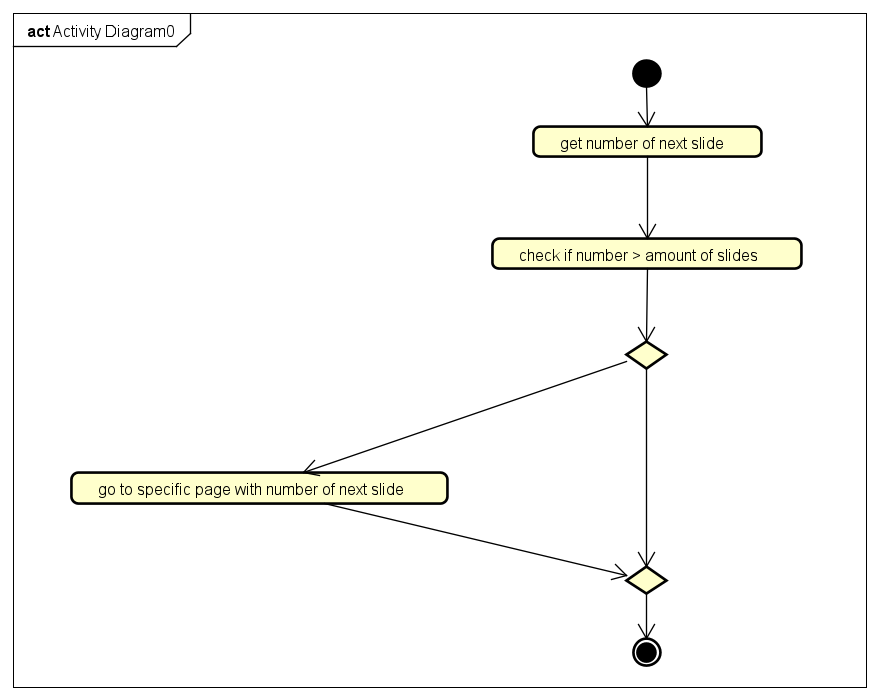 act Activity Diagram0
get number of next slide
check if number > amount of slides
go to specific page with number of next slide